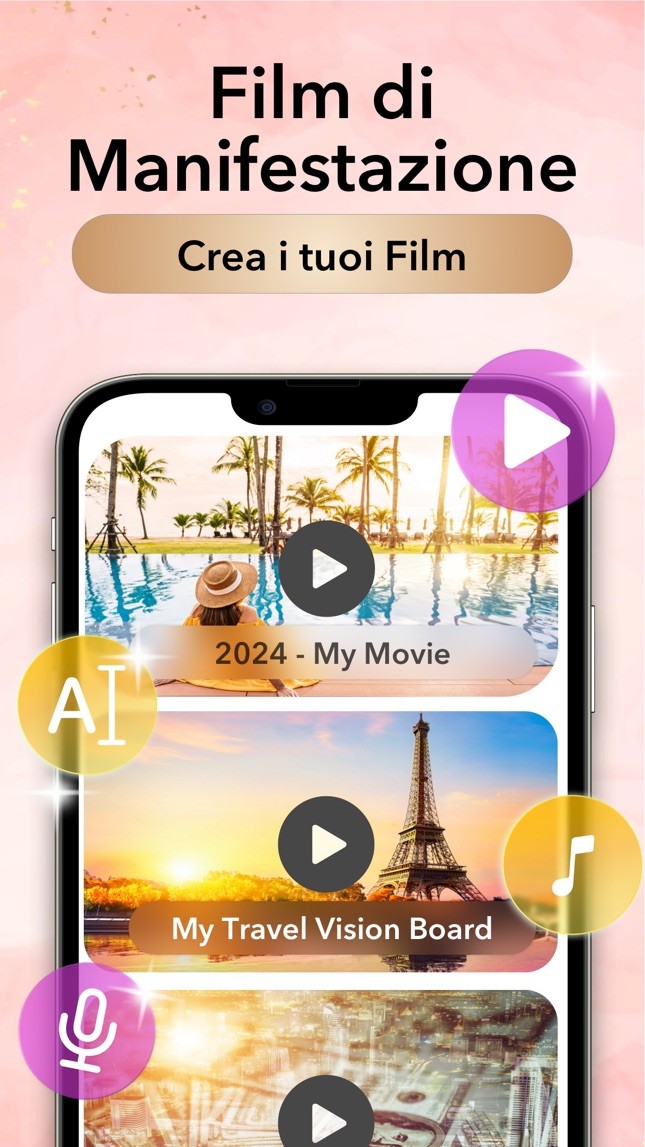 Film di
Manifestazione
Crea i tuoi Film
2024 - My Movie
A
My Travel Vision Board